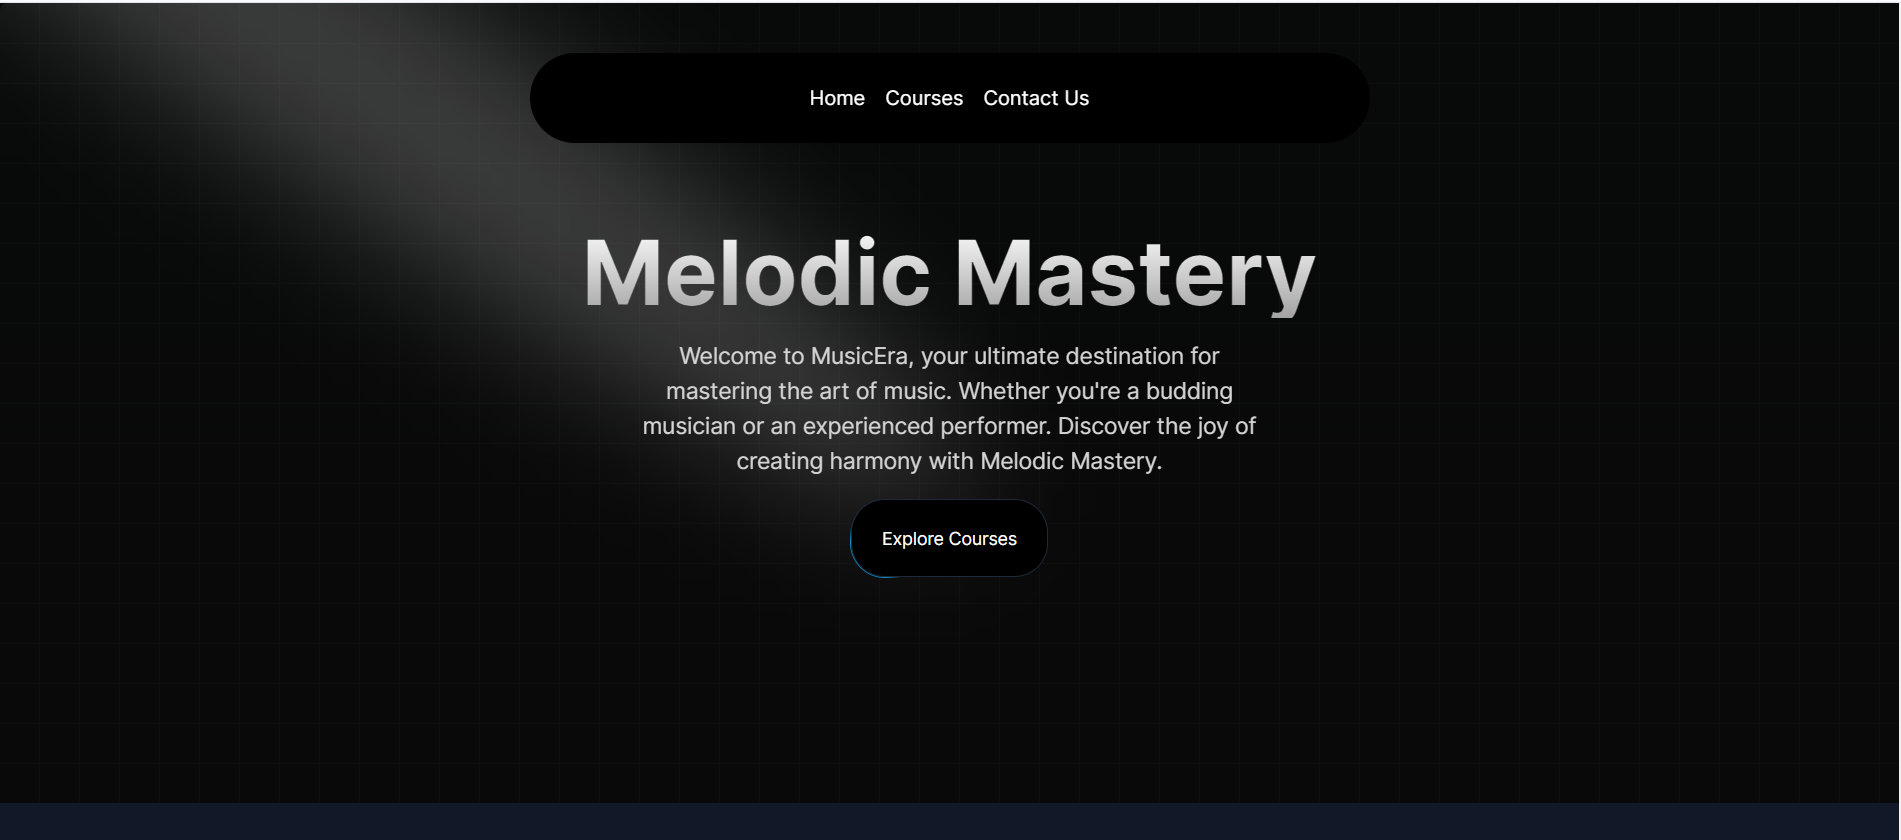 Home Courses Contact Us
Melodic Mastery
Welcome to MusicEra, your ultimate destination for
mastering the art of music. Whether you're a budding
musician or an experienced performer. Discover the joy of
creating harmony with Melodic Mastery.
Explore Courses